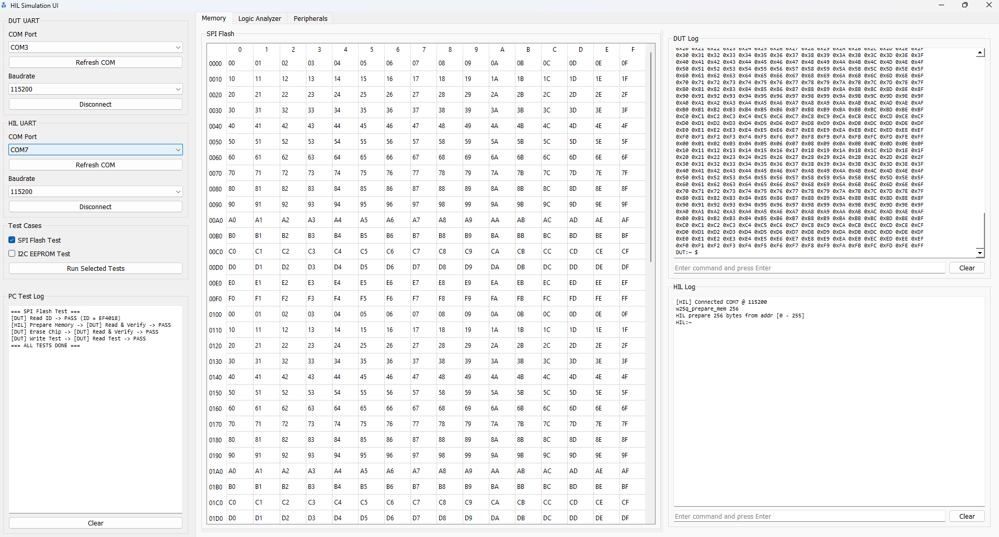 HIL Simulation UI
DUT UART
COM Port
COM3
Refresh COM
Baudrate
115200
Disconnect
HIL UART
COM Port
COM7
Refresh COM
Baudrate
115200
Disconnect
Test Cases
SPI Flash Test
I2C EEPROM Test
Run Selected Tests
PC Test Log
=== SPI Flash Test ===
[DUT] Read ID -> PASS (ID = EF4018)
[HIL] Prepare Memory -> [DUT] Read & Verify -> PASS
[DUT] Erase Chip -> [DUT] Read & Verify -> PASS
[DUT] Write Test -> [DUT] Read Test -> PASS
=== ALL TESTS DONE ===
Clear
Memory Logic Analyzer Peripherals
SPI Flash
0 1 2 3 4 5 6 7 8 9 A B C D E F
0000 00 01 02 03 04 05 06 07 08 09 0A 0B 0C 0D 0E 0F
0010 10 11 12 13 14 15 16 17 18 19 1A 1B 1C 1D 1E 1F
0020 20 21 22 23 24 25 26 27 28 29 2A 2B 2C 2D 2E 2F
0030 30 31 32 33 34 35 36 37 38 39 3A 3B 3C 3D 3E 3F
0040 40 41 42 43 44 45 46 47 48 49 4A 4B 4C 4D 4E 4F
0050 50 51 52 53 54 55 56 57 58 59 5A 5B 5C 5D 5E 5F
0060 60 61 62 63 64 65 66 67 68 69 6A 6B 6C 6D 6E 6F
0070 70 71 72 73 74 75 76 77 78 79 7A 7B 7C 7D 7E 7F
0080 80 81 82 83 84 85 86 87 88 89 8A 8B 8C 8D 8E 8F
0090 90 91 92 93 94 95 96 97 98 99 9A 9B 9C 9D 9E 9F
00A0 A0 A1 A2 A3 A4 A5 A6 A7 A8 A9 AA AB AC AD AE AF
00B0 B0 B1 B2 B3 B4 B5 B6 B7 B8 B9 BA BB BC BD BE BF
00C0 C0 C1 C2 C3 C4 C5 C6 C7 C8 C9 CA CB CC CD CE CF
00D0 D0 D1 D2 D3 D4 D5 D6 D7 D8 D9 DA DB DC DD DE DF
00E0 E0 E1 E2 E3 E4 E5 E6 E7 E8 E9 EA EB EC ED EE EF
00F0 F0 F1 F2 F3 F4 F5 F6 F7 F8 F9 FA FB FC FD FE FF
0100 00 01 02 03 04 05 06 07 08 09 0A 0B 0C 0D 0E 0F
0110 10 11 12 13 14 15 16 17 18 19 1A 1B 1C 1D 1E 1F
0120 20 21 22 23 24 25 26 27 28 29 2A 2B 2C 2D 2E 2F
0130 30 31 32 33 34 35 36 37 38 39 3A 3B 3C 3D 3E 3F
0140 40 41 42 43 44 45 46 47 48 49 4A 4B 4C 4D 4E 4F
0150 50 51 52 53 54 55 56 57 58 59 5A 5B 5C 5D 5E 5F
0160 60 61 62 63 64 65 66 67 68 69 6A 6B 6C 6D 6E 6F
0170 70 71 72 73 74 75 76 77 78 79 7A 7B 7C 7D 7E 7F
0180 80 81 82 83 84 85 86 87 88 89 8A 8B 8C 8D 8E 8F
0190 90 91 92 93 94 95 96 97 98 99 9A 9B 9C 9D 9E 9F
01A0 A0 A1 A2 A3 A4 A5 A6 A7 A8 A9 AA AB AC AD AE AF
01B0 B0 B1 B2 B3 B4 B5 B6 B7 B8 B9 BA BB BC BD BE BF
01C0 C0 C1 C2 C3 C4 C5 C6 C7 C8 C9 CA CB CC CD CE CF
01D0 D0 D1 D2 D3 D4 D5 D6 D7 D8 D9 DA DB DC DD DE DF
DUT Log
0x20 0x21 0x22 0x23 0x24 0x25 0x26 0x27 0x28 0x29 0x2A 0x2B 0x2C 0x2D 0x2E 0x2F
0x30 0x31 0x32 0x33 0x34 0x35 0x36 0x37 0x38 0x39 0x3A 0x3B 0x3C 0x3D 0x3E 0x3F
0x40 0x41 0x42 0x43 0x44 0x45 0x46 0x47 0x48 0x49 0x4A 0x4B 0x4C 0x4D 0x4E 0x4F
0x50 0x51 0x52 0x53 0x54 0x55 0x56 0x57 0x58 0x59 0x5A 0x5B 0x5C 0x5D 0x5E 0x5F
0x60 0x61 0x62 0x63 0x64 0x65 0x66 0x67 0x68 0x69 0x6A 0x6B 0x6C 0x6D 0x6E 0x6F
0x70 0x71 0x72 0x73 0x74 0x75 0x76 0x77 0x78 0x79 0x7A 0x7B 0x7C 0x7D 0x7E 0x7F
0x80 0x81 0x82 0x83 0x84 0x85 0x86 0x87 0x88 0x89 0x8A 0x8B 0x8C 0x8D 0x8E 0x8F
0x90 0x91 0x92 0x93 0x94 0x95 0x96 0x97 0x98 0x99 0x9A 0x9B 0x9C 0x9D 0x9E 0x9F
0xA0 0xA1 0xA2 0xA3 0xA4 0xA5 0xA6 0xA7 0xA8 0xA9 0xAA 0xAB 0xAC 0xAD 0xAE 0xAF
0xB0 0xB1 0xB2 0xB3 0xB4 0xB5 0xB6 0xB7 0xB8 0xB9 0xBA 0xBB 0xBC 0xBD 0xBE 0xBF
0xC0 0xC1 0xC2 0xC3 0xC4 0xC5 0xC6 0xC7 0xC8 0xC9 0xCA 0xCB 0xCC 0xCD 0xCE 0xCF
0xD0 0xD1 0xD2 0xD3 0xD4 0xD5 0xD6 0xD7 0xD8 0xD9 0xDA 0xDB 0xDC 0xDD 0xDE 0xDF
0xE0 0xE1 0xE2 0xE3 0xE4 0xE5 0xE6 0xE7 0xE8 0xE9 0xEA 0xEB 0xEC 0xED 0xEE 0xEF
0xF0 0xF1 0xF2 0xF3 0xF4 0xF5 0xF6 0xF7 0xF8 0xF9 0xFA 0xFB 0xFC 0xFD 0xFE 0xFF
0x00 0x01 0x02 0x03 0x04 0x05 0x06 0x07 0x08 0x09 0x0A 0x0B 0x0C 0x0D 0x0E 0x0F
0x10 0x11 0x12 0x13 0x14 0x15 0x16 0x17 0x18 0x19 0x1A 0x1B 0x1C 0x1D 0x1E 0x1F
0x20 0x21 0x22 0x23 0x24 0x25 0x26 0x27 0x28 0x29 0x2A 0x2B 0x2C 0x2D 0x2E 0x2F
0x30 0x31 0x32 0x33 0x34 0x35 0x36 0x37 0x38 0x39 0x3A 0x3B 0x3C 0x3D 0x3E 0x3F
0x40 0x41 0x42 0x43 0x44 0x45 0x46 0x47 0x48 0x49 0x4A 0x4B 0x4C 0x4D 0x4E 0x4F
0x50 0x51 0x52 0x53 0x54 0x55 0x56 0x57 0x58 0x59 0x5A 0x5B 0x5C 0x5D 0x5E 0x5F
0x60 0x61 0x62 0x63 0x64 0x65 0x66 0x67 0x68 0x69 0x6A 0x6B 0x6C 0x6D 0x6E 0x6F
0x70 0x71 0x72 0x73 0x74 0x75 0x76 0x77 0x78 0x79 0x7A 0x7B 0x7C 0x7D 0x7E 0x7F
0x80 0x81 0x82 0x83 0x84 0x85 0x86 0x87 0x88 0x89 0x8A 0x8B 0x8C 0x8D 0x8E 0x8F
0x90 0x91 0x92 0x93 0x94 0x95 0x96 0x97 0x98 0x99 0x9A 0x9B 0x9C 0x9D 0x9E 0x9F
0xA0 0xA1 0xA2 0xA3 0xA4 0xA5 0xA6 0xA7 0xA8 0xA9 0xAA 0xAB 0xAC 0xAD 0xAE 0xAF
0xB0 0xB1 0xB2 0xB3 0xB4 0xB5 0xB6 0xB7 0xB8 0xB9 0xBA 0xBB 0xBC 0xBD 0xBE 0xBF
0xC0 0xC1 0xC2 0xC3 0xC4 0xC5 0xC6 0xC7 0xC8 0xC9 0xCA 0xCB 0xCC 0xCD 0xCE 0xCF
0xD0 0xD1 0xD2 0xD3 0xD4 0xD5 0xD6 0xD7 0xD8 0xD9 0xDA 0xDB 0xDC 0xDD 0xDE 0xDF
0xE0 0xE1 0xE2 0xE3 0xE4 0xE5 0xE6 0xE7 0xE8 0xE9 0xEA 0xEB 0xEC 0xED 0xEE 0xEF
0xF0 0xF1 0xF2 0xF3 0xF4 0xF5 0xF6 0xF7 0xF8 0xF9 0xFA 0xFB 0xFC 0xFD 0xFE 0xFF
DUT:~ $
Enter command and press Enter
Clear
HIL Log
[HIL] Connected COM7 @ 115200
w25q_prepare_mem 256
HIL prepare 256 bytes from addr [0 - 255]
HIL:~
Enter command and press Enter
Clear